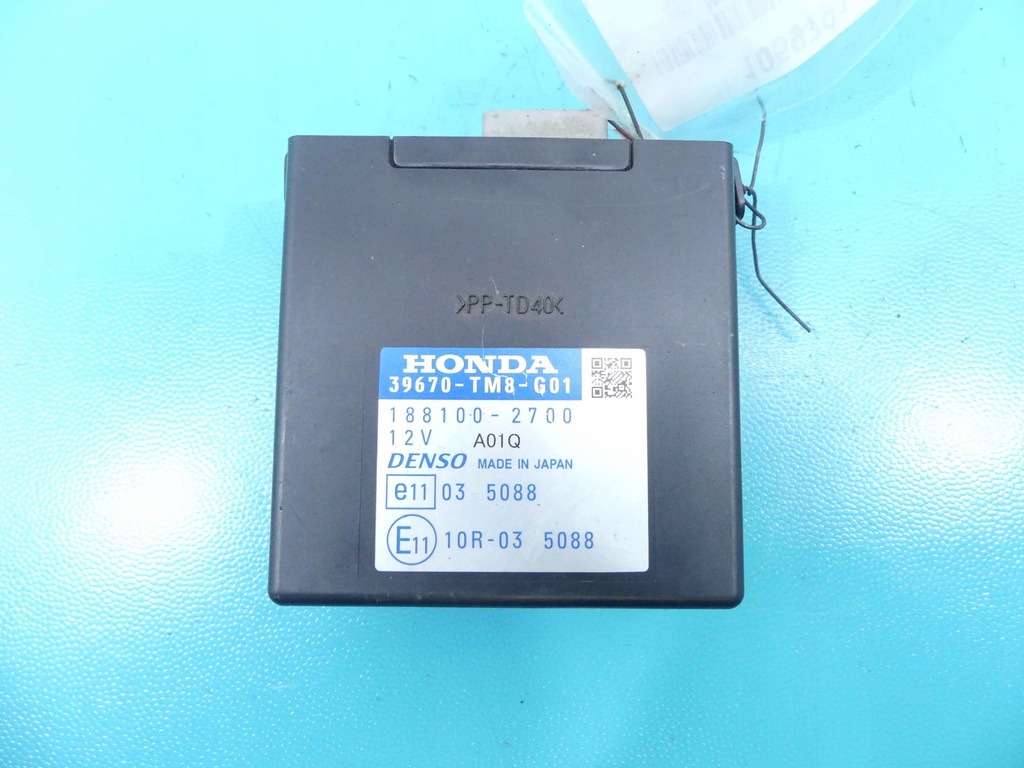 >PP-TD40<
HONDA
39670-TM8-G01
188100-2700
12V A01Q
DENSO MADE IN JAPAN
e11 03 5088
E11 10R-03 5088